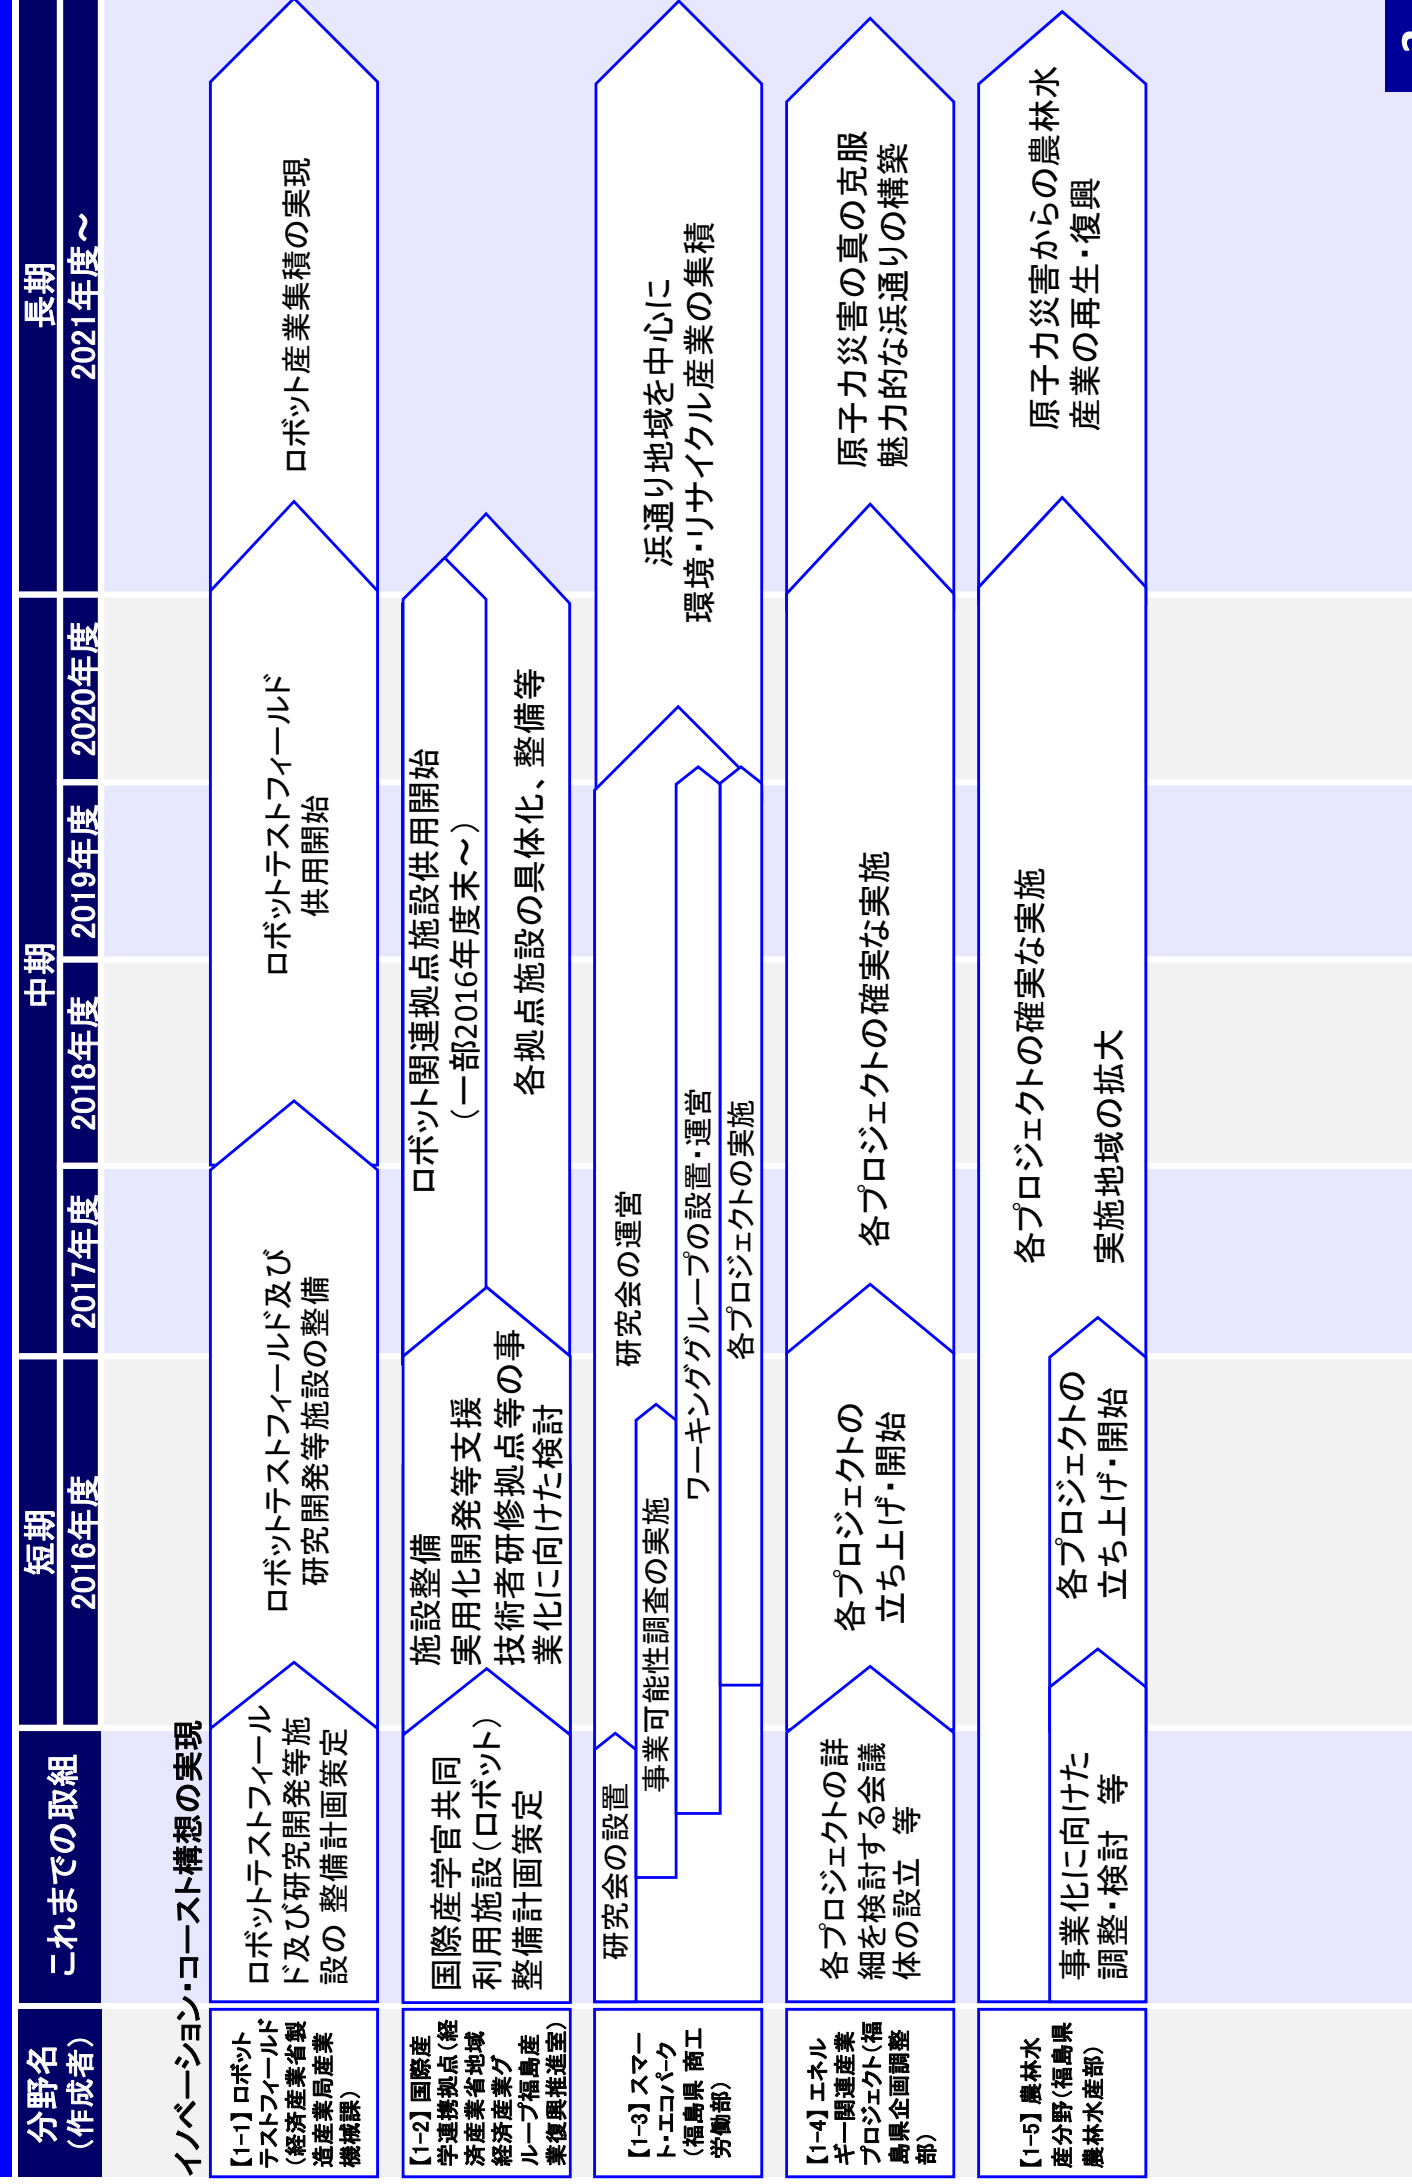 分野名
（作成者）
これまでの取組
短期
中期
長期
2016年度
2017年度
2018年度
2019年度
2020年度
2021年度～
イノベーション・コースト構想の実現
【1-1】ロボット
テストフィールド
（経済産業省製
造産業局産業
機械課）
ロボットテストフィール
ド及び研究開発等施
設の 整備計画策定
ロボットテストフィールド及び
研究開発等施設の整備
ロボットテストフィールド
供用開始
ロボット産業集積の実現
【1-2】国際産
学連携拠点（経
済産業省地域
経済産業グ
ループ福島産
業復興推進室）
国際産学官共同
利用施設（ロボット）
整備計画策定
施設整備
実用化開発等支援
技術者研修拠点等の事
業化に向けた検討
ロボット関連拠点施設供用開始
（一部2016年度末～）
各拠点施設の具体化、整備等
【1-3】スマー
ト・エコパーク
（福島県 商工
労働部）
研究会の設置
研究会の運営
事業可能性調査の実施
ワーキンググループの設置・運営
各プロジェクトの実施
浜通り地域を中心に
環境・リサイクル産業の集積
【1-4】エネル
ギー関連産業
プロジェクト（福
島県企画調整
部）
各プロジェクトの詳
細を検討する会議
体の設立　等
各プロジェクトの
立ち上げ・開始
各プロジェクトの確実な実施
原子力災害の真の克服
魅力的な浜通りの構築
【1-5】農林水
産分野（福島県
農林水産部）
事業化に向けた
調整・検討　等
各プロジェクトの
立ち上げ・開始
各プロジェクトの確実な実施
実施地域の拡大
原子力災害からの農林水
産業の再生・復興